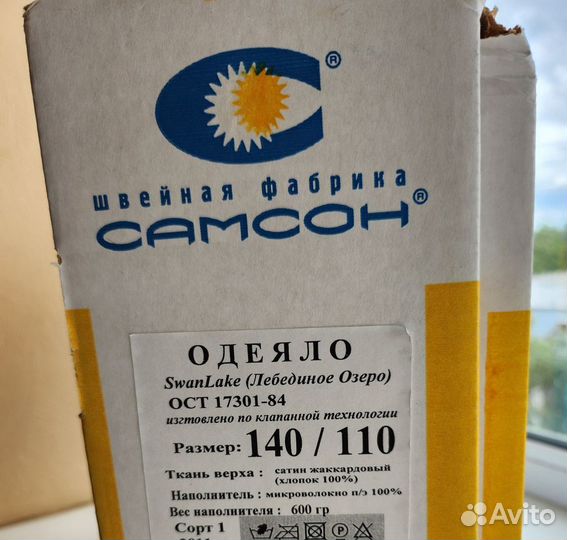 ®
швейная фабрика
САМСОН®
ОДЕЯЛО
SwanLake (Лебединое Озеро)
ОСТ 17301-84
изгтовлено по клапанной технологии
Размер: 140 / 110
Ткань верха : сатин жаккардовый
(хлопок 100%)
Наполнитель : микроволокно п/э 100%
Вес наполнителя : 600 гр
Сорт 1
Avito